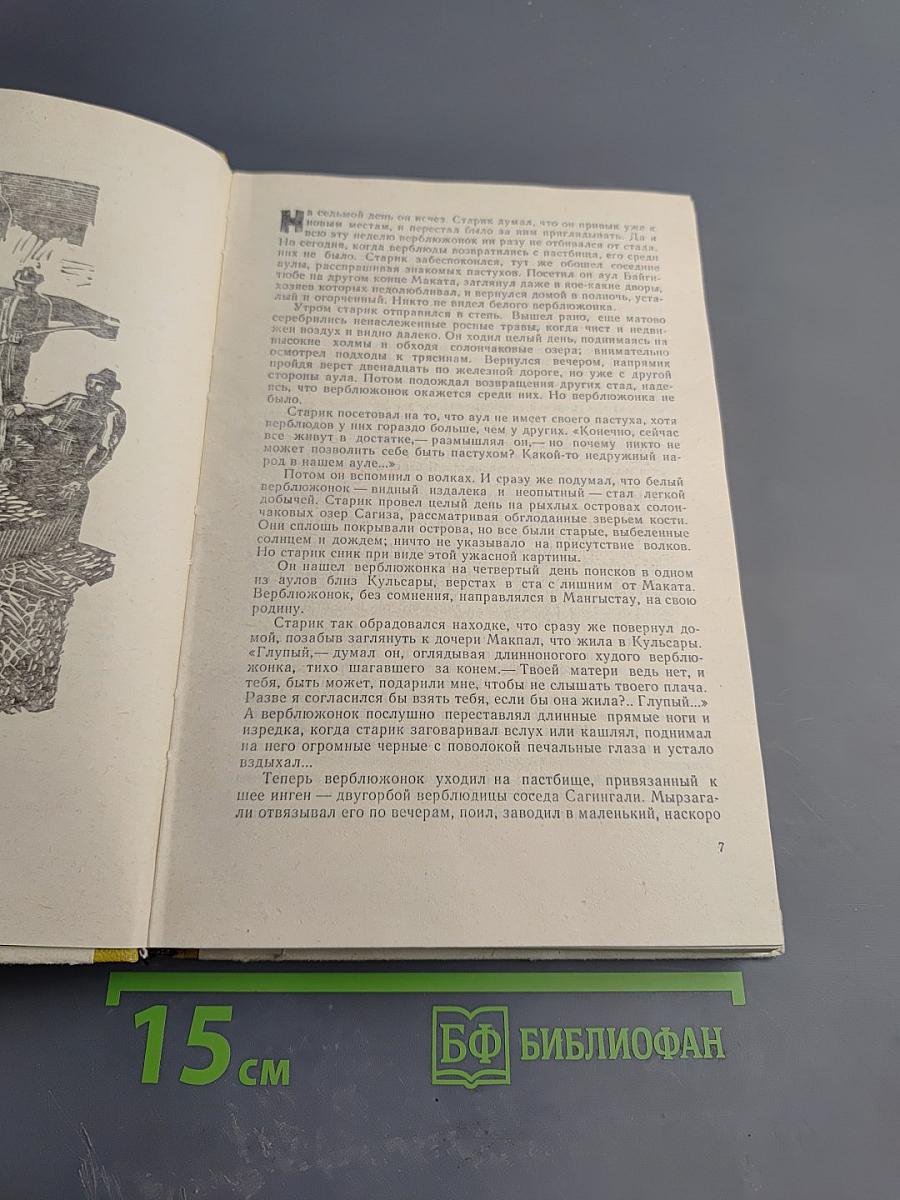 На седьмой день он исчез. Старик думал, что он привык уже к
новым местам, и перестал было за ним приглядывать. Да и
всю эту неделю верблюжонок ни разу не отбивался от стада.
Но сегодня, когда верблюды возвратились с пастбища, его среди
них не было. Старик забеспокоился, тут же обошел соседние
аулы, расспрашивая знакомых пастухов. Посетил он аул Байги-
тюбе на другом конце Маката, заглянул даже в кое-какие дворы,
хозяев которых недолюбливал, и вернулся домой в полночь, уста-
лый и огорченный. Никто не видел белого верблюжонка.
Утром старик отправился в степь. Вышел рано, еще матово
серебрились ненаслеженные росные травы, когда чист и недви-
жен воздух и видно далеко. Он ходил целый день, поднимаясь на
высокие холмы и обходя солончаковые озера; внимательно
осмотрел подходы к трясинам. Вернулся вечером, напрямик
пройдя верст двенадцать по железной дороге, но уже с другой
стороны аула. Потом подождал возвращения других стад, наде-
ясь, что верблюжонок окажется среди них. Но верблюжонка не
было.
Старик посетовал на то, что аул не имеет своего пастуха, хотя
верблюдов у них гораздо больше, чем у других. «Конечно, сейчас
все живут в достатке,— размышлял он,— но почему никто не
может позволить себе быть пастухом? Какой-то недружный на-
род в нашем ауле...»
Потом он вспомнил о волках. И сразу же подумал, что белый
верблюжонок — видный издалека и неопытный — стал легкой
добычей. Старик провел целый день на рыхлых островах солон-
чаковых озер Сагиза, рассматривая обглоданные зверьем кости.
Они сплошь покрывали острова, но все были старые, выбеленные
солнцем и дождем; ничто не указывало на присутствие волков.
Но старик сник при виде этой ужасной картины.
Он нашел верблюжонка на четвертый день поисков в одном
из аулов близ Кульсары, верстах в ста с лишним от Маката.
Верблюжонок, без сомнения, направлялся в Мангыстау, на свою
родину.
Старик так обрадовался находке, что сразу же повернул до-
мой, позабыв заглянуть к дочери Макпал, что жила в Кульсары.
«Глупый,— думал он, оглядывая длинноногого худого верблю-
жонка, тихо шагавшего за конем.— Твоей матери ведь нет, и
тебя, быть может, подарили мне, чтобы не слышать твоего плача.
Разве я согласился бы взять тебя, если бы она жила?.. Глупый...»
А верблюжонок послушно переставлял длинные прямые ноги и
изредка, когда старик заговаривал вслух или кашлял, поднимал
на него огромные черные с поволокой печальные глаза и устало
вздыхал...
Теперь верблюжонок уходил на пастбище, привязанный к
шее инген — двугорбой верблюдицы соседа Сагингали. Мырзага-
ли отвязывал его по вечерам, поил, заводил в маленький, наскоро
7
15 см
БФ БИБЛИОФАН